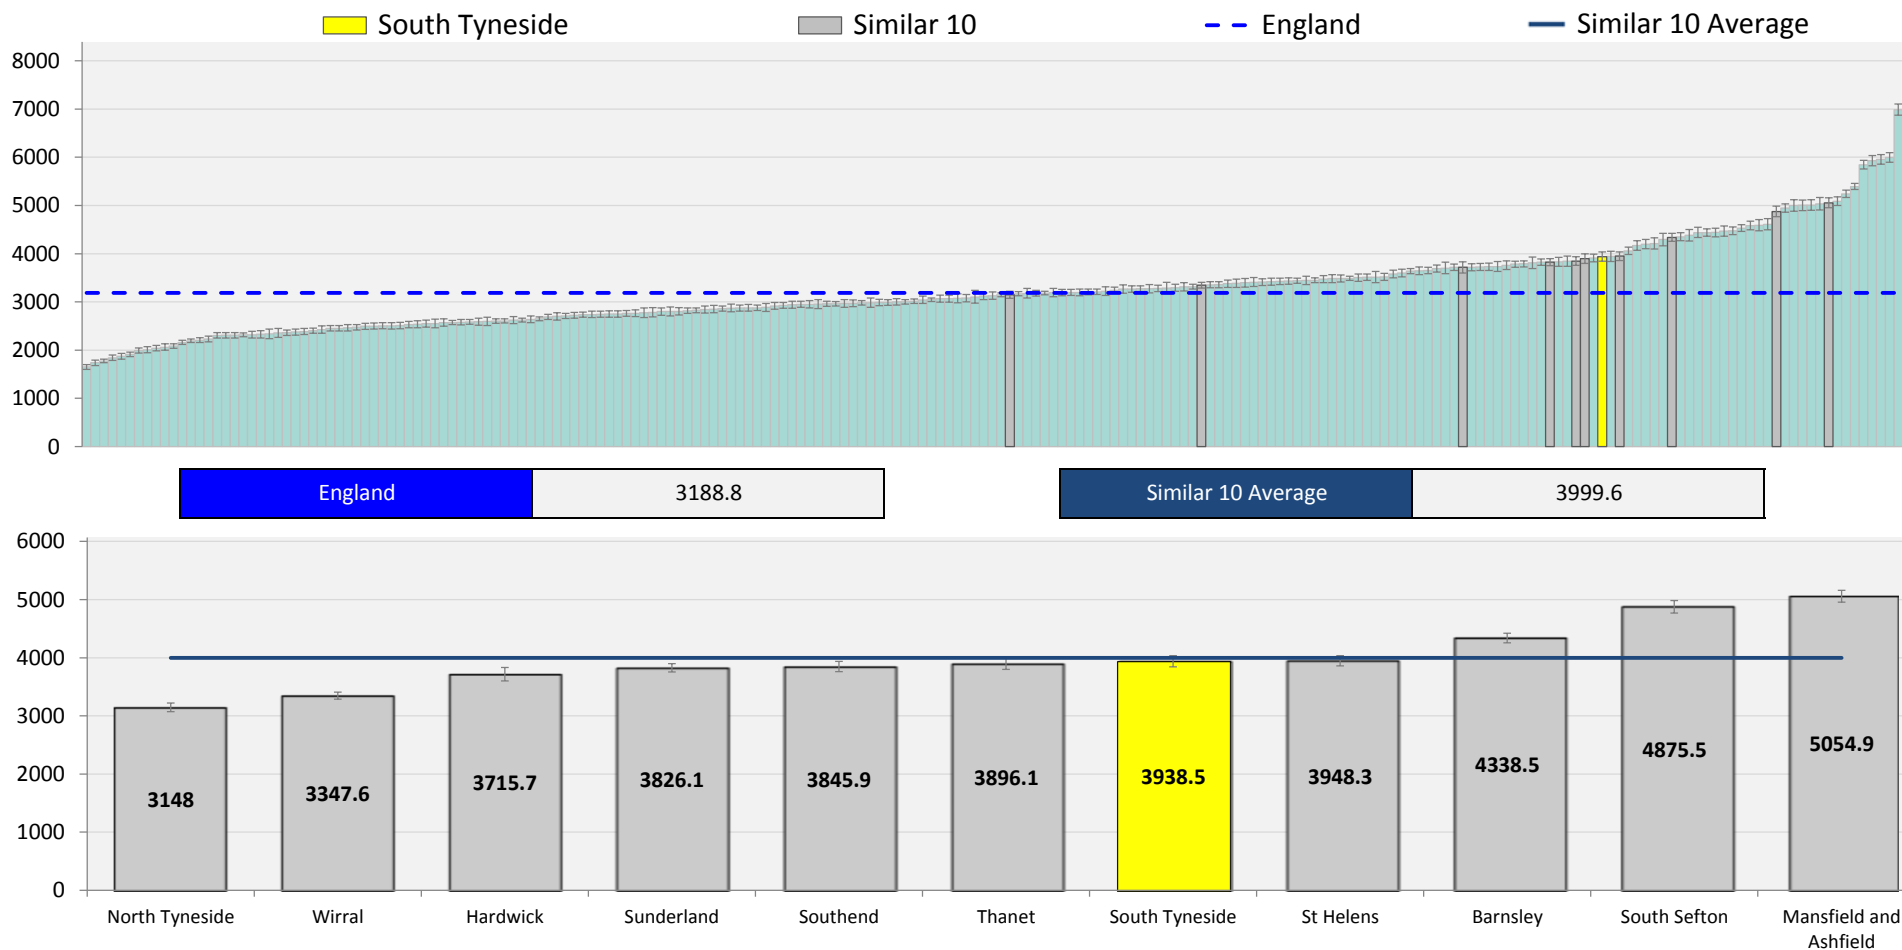 South Tyneside
Similar 10
England
Similar 10 Average
8000
7000
6000
5000
4000
3000
2000
1000
0
England 3188.8
Similar 10 Average 3999.6
6000
5000
4000
3000
2000
1000
0
3148
3347.6
3715.7
3826.1
3845.9
3896.1
3938.5
3948.3
4338.5
4875.5
5054.9
North Tyneside
Wirral
Hardwick
Sunderland
Southend
Thanet
South Tyneside
St Helens
Barnsley
South Sefton
Mansfield and
Ashfield